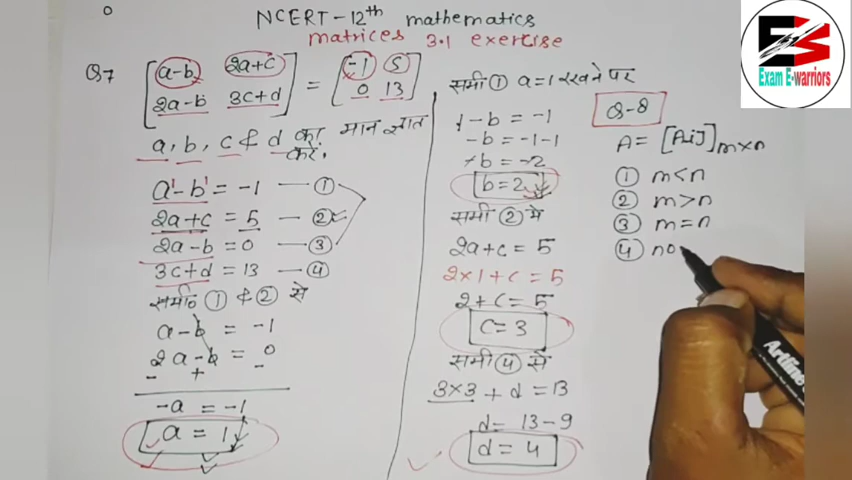 NCERT-12th mathematics
matrices 3.1 exercise
Q7 [a-b 2a+c
2a-b 3c+d] = [-1 5
0 13]
a, b, c & d का मान ज्ञात
करे.
a-b = -1 — ①
2a+c = 5 — ②
2a-b = 0 — ③
3c+d = 13 — ④
समी० ① & ② से
a-b = -1
2a-b = 0
- + -
-a = -1
a = 1
समी ① a=1 रखने पर
1-b = -1
-b = -1-1
-b = -2
b=2
समी ② मे
2a+c = 5
2×1+c = 5
2+c = 5
c=3
समी ④ से
3×3 + d = 13
d = 13-9
d = 4
Q-8
A = [Aij]m×n
① m<n
② m>n
③ m=n
④ no
Exam E-warriors
Artline